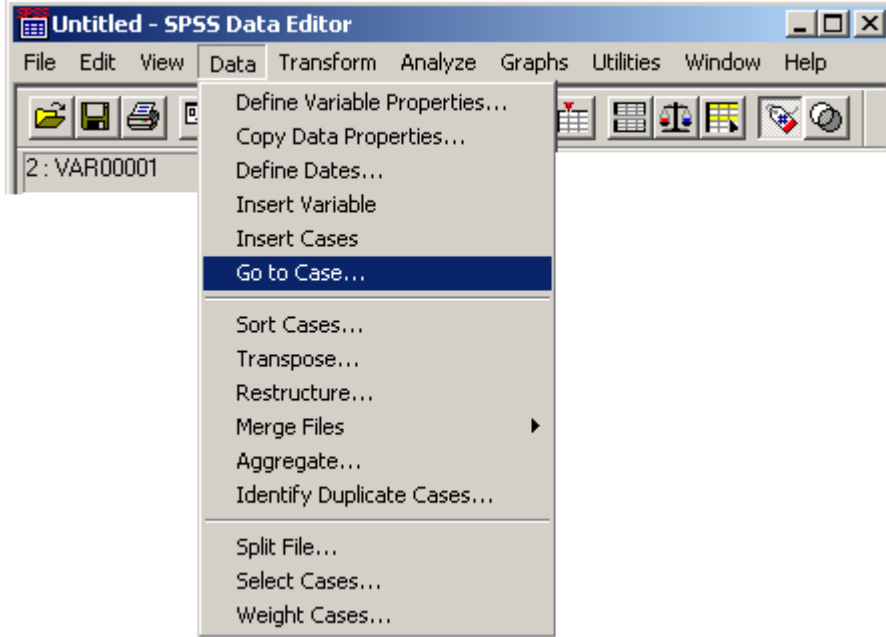 SPSS
Untitled - SPSS Data Editor
File Edit View Data Transform Analyze Graphs Utilities Window Help
2 : VAR00001
Define Variable Properties...
Copy Data Properties...
Define Dates...
Insert Variable
Insert Cases
Go to Case...
Sort Cases...
Transpose...
Restructure...
Merge Files
Aggregate...
Identify Duplicate Cases...
Split File...
Select Cases...
Weight Cases...